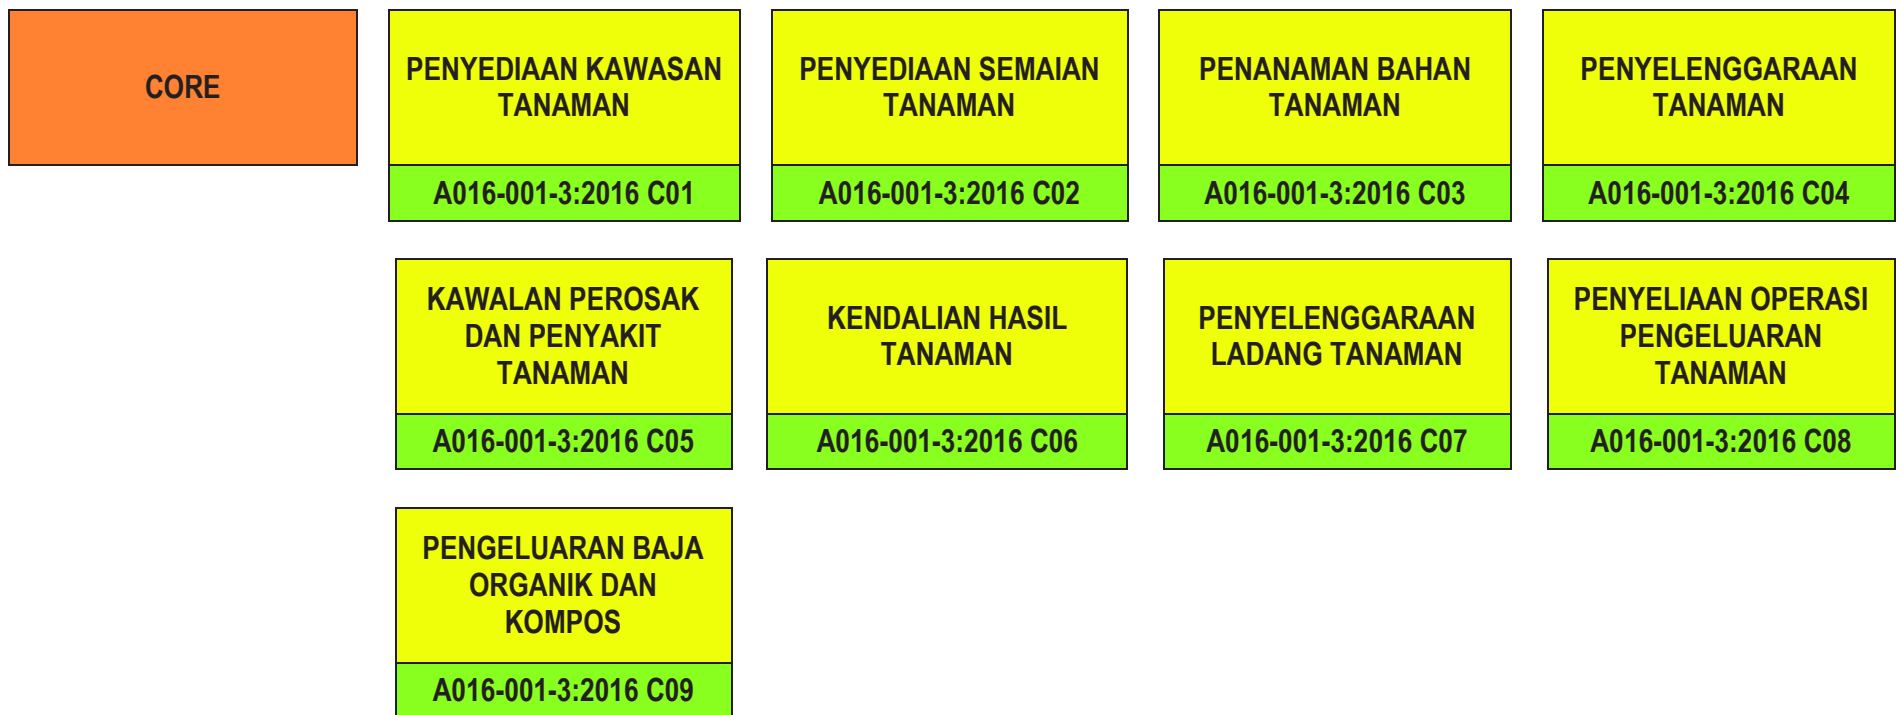 CORE
PENYEDIAAN KAWASAN
TANAMAN
A016-001-3:2016 C01
PENYEDIAAN SEMAIAN
TANAMAN
A016-001-3:2016 C02
PENANAMAN BAHAN
TANAMAN
A016-001-3:2016 C03
PENYELENGGARAAN
TANAMAN
A016-001-3:2016 C04
KAWALAN PEROSAK
DAN PENYAKIT
TANAMAN
A016-001-3:2016 C05
KENDALIAN HASIL
TANAMAN
A016-001-3:2016 C06
PENYELENGGARAAN
LADANG TANAMAN
A016-001-3:2016 C07
PENYELIAAN OPERASI
PENGELUARAN
TANAMAN
A016-001-3:2016 C08
PENGELUARAN BAJA
ORGANIK DAN
KOMPOS
A016-001-3:2016 C09